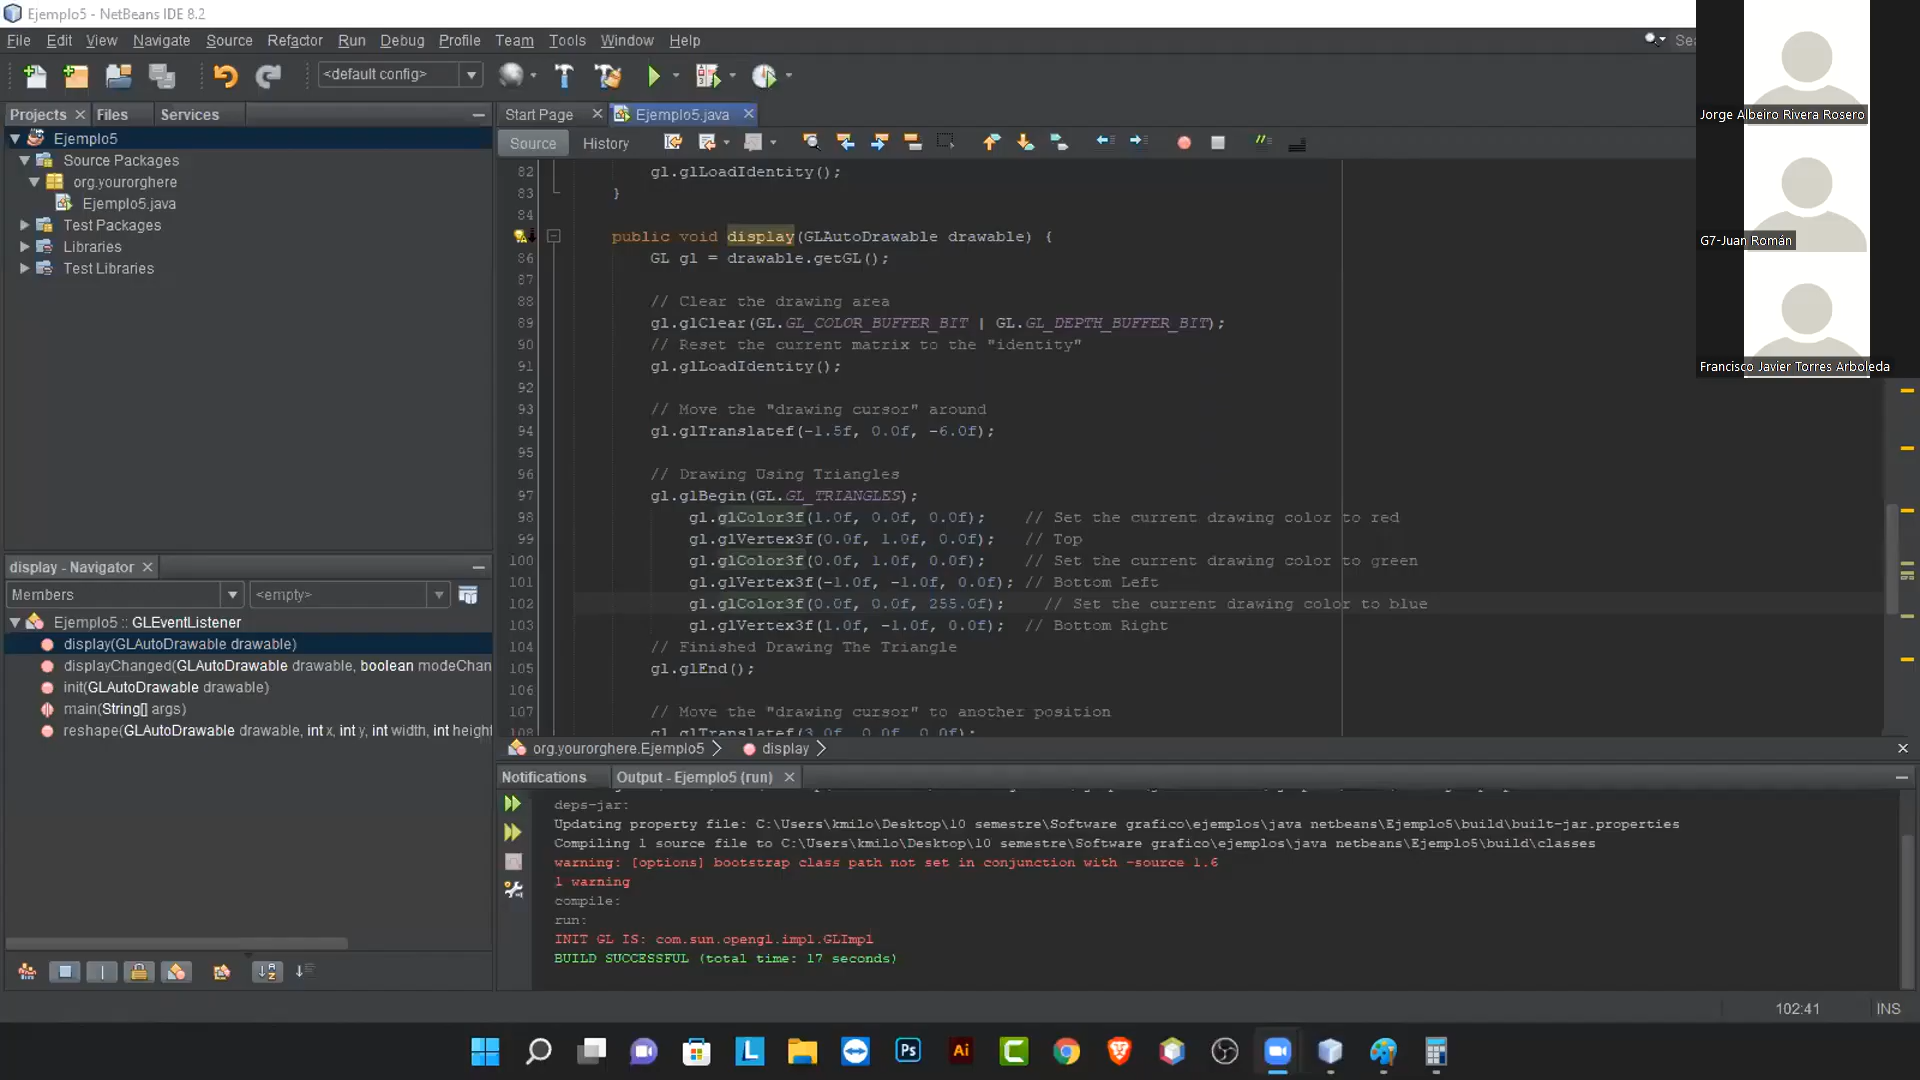 Ejemplo5 - NetBeans IDE 8.2
File Edit View Navigate Source Refactor Run Debug Profile Team Tools Window Help
<default config>
Projects Files Services
Start Page Ejemplo5.java
Source History
Ejemplo5
Source Packages
org.yourorghere
Ejemplo5.java
Test Packages
Libraries
Test Libraries
82 gl.glLoadIdentity();
83 }
84
public void display(GLAutoDrawable drawable) {
86 GL gl = drawable.getGL();
87
88 // Clear the drawing area
89 gl.glClear(GL.GL_COLOR_BUFFER_BIT | GL.GL_DEPTH_BUFFER_BIT);
90 // Reset the current matrix to the "identity"
91 gl.glLoadIdentity();
92
93 // Move the "drawing cursor" around
94 gl.glTranslatef(-1.5f, 0.0f, -6.0f);
95
96 // Drawing Using Triangles
97 gl.glBegin(GL.GL_TRIANGLES);
98 gl.glColor3f(1.0f, 0.0f, 0.0f); // Set the current drawing color to red
99 gl.glVertex3f(0.0f, 1.0f, 0.0f); // Top
100 gl.glColor3f(0.0f, 1.0f, 0.0f); // Set the current drawing color to green
101 gl.glVertex3f(-1.0f, -1.0f, 0.0f); // Bottom Left
102 gl.glColor3f(0.0f, 0.0f, 255.0f); // Set the current drawing color to blue
103 gl.glVertex3f(1.0f, -1.0f, 0.0f); // Bottom Right
104 // Finished Drawing The Triangle
105 gl.glEnd();
106
107 // Move the "drawing cursor" to another position
108 gl.glTranslatef(3.0f, 0.0f, 0.0f);
org.yourorghere.Ejemplo5 display
display - Navigator
Members <empty>
Ejemplo5 :: GLEventListener
display(GLAutoDrawable drawable)
displayChanged(GLAutoDrawable drawable, boolean modeChan
init(GLAutoDrawable drawable)
main(String[] args)
reshape(GLAutoDrawable drawable, int x, int y, int width, int height
Notifications Output - Ejemplo5 (run)
deps-jar:
Updating property file: C:\Users\kmilo\Desktop\10 semestre\Software grafico\ejemplos\java netbeans\Ejemplo5\build\built-jar.properties
Compiling 1 source file to C:\Users\kmilo\Desktop\10 semestre\Software grafico\ejemplos\java netbeans\Ejemplo5\build\classes
warning: [options] bootstrap class path not set in conjunction with -source 1.6
1 warning
compile:
run:
INIT GL IS: com.sun.opengl.impl.GLImpl
BUILD SUCCESSFUL (total time: 17 seconds)
102:41 INS
Jorge Albeiro Rivera Rosero
G7-Juan Román
Francisco Javier Torres Arboleda
L
Ps
Ai